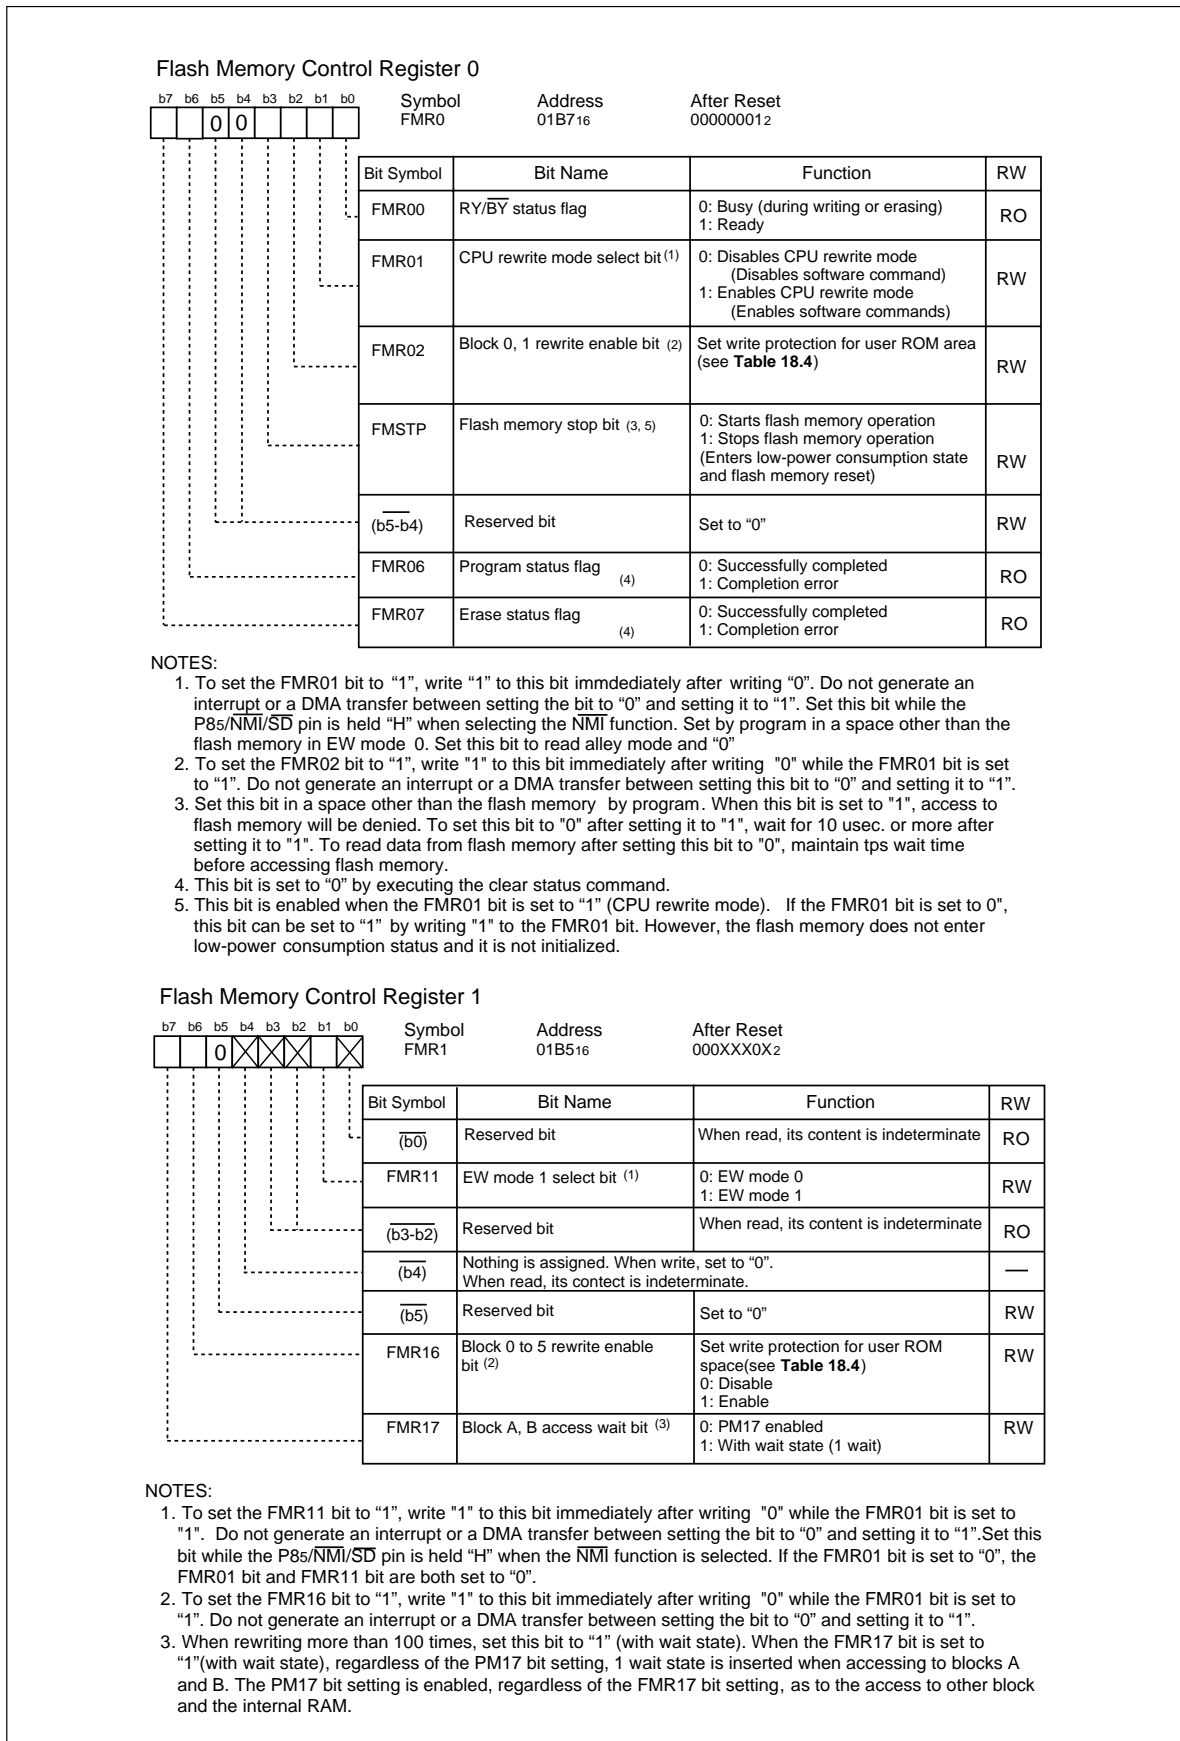 Flash Memory Control Register 0
b7 b6 b5 b4 b3 b2 b1 b0
0 0
Symbol Address After Reset
FMR0 01B716 000000012
Bit Symbol Bit Name Function RW
FMR00 RY/BY status flag 0: Busy (during writing or erasing)
1: Ready RO
FMR01 CPU rewrite mode select bit (1) 0: Disables CPU rewrite mode
(Disables software command)
1: Enables CPU rewrite mode
(Enables software commands) RW
FMR02 Block 0, 1 rewrite enable bit (2) Set write protection for user ROM area
(see Table 18.4) RW
FMSTP Flash memory stop bit (3, 5) 0: Starts flash memory operation
1: Stops flash memory operation
(Enters low-power consumption state
and flash memory reset) RW
(b5-b4) Reserved bit Set to “0” RW
FMR06 Program status flag (4) 0: Successfully completed
1: Completion error RO
FMR07 Erase status flag (4) 0: Successfully completed
1: Completion error RO
NOTES:
1. To set the FMR01 bit to “1”, write “1” to this bit immdediately after writing “0”. Do not generate an
interrupt or a DMA transfer between setting the bit to “0” and setting it to “1”. Set this bit while the
P85/NMI/SD pin is held “H” when selecting the NMI function. Set by program in a space other than the
flash memory in EW mode 0. Set this bit to read alley mode and “0”
2. To set the FMR02 bit to “1”, write "1" to this bit immediately after writing "0" while the FMR01 bit is set
to “1”. Do not generate an interrupt or a DMA transfer between setting this bit to “0” and setting it to “1”.
3. Set this bit in a space other than the flash memory by program. When this bit is set to "1", access to
flash memory will be denied. To set this bit to "0" after setting it to "1", wait for 10 usec. or more after
setting it to "1". To read data from flash memory after setting this bit to "0", maintain tps wait time
before accessing flash memory.
4. This bit is set to “0” by executing the clear status command.
5. This bit is enabled when the FMR01 bit is set to “1” (CPU rewrite mode). If the FMR01 bit is set to 0",
this bit can be set to “1” by writing "1" to the FMR01 bit. However, the flash memory does not enter
low-power consumption status and it is not initialized.
Flash Memory Control Register 1
b7 b6 b5 b4 b3 b2 b1 b0
0
Symbol Address After Reset
FMR1 01B516 000XXX0X2
Bit Symbol Bit Name Function RW
(b0) Reserved bit When read, its content is indeterminate RO
FMR11 EW mode 1 select bit (1) 0: EW mode 0
1: EW mode 1 RW
(b3-b2) Reserved bit When read, its content is indeterminate RO
(b4) Nothing is assigned. When write, set to “0”.
When read, its contect is indeterminate. —
(b5) Reserved bit Set to “0” RW
FMR16 Block 0 to 5 rewrite enable
bit (2) Set write protection for user ROM
space(see Table 18.4)
0: Disable
1: Enable RW
FMR17 Block A, B access wait bit (3) 0: PM17 enabled
1: With wait state (1 wait) RW
NOTES:
1. To set the FMR11 bit to “1”, write "1" to this bit immediately after writing "0" while the FMR01 bit is set to
"1". Do not generate an interrupt or a DMA transfer between setting the bit to “0” and setting it to “1”.Set this
bit while the P85/NMI/SD pin is held “H” when the NMI function is selected. If the FMR01 bit is set to “0”, the
FMR01 bit and FMR11 bit are both set to “0”.
2. To set the FMR16 bit to “1”, write "1" to this bit immediately after writing "0" while the FMR01 bit is set to
“1”. Do not generate an interrupt or a DMA transfer between setting the bit to “0” and setting it to “1”.
3. When rewriting more than 100 times, set this bit to “1” (with wait state). When the FMR17 bit is set to
“1”(with wait state), regardless of the PM17 bit setting, 1 wait state is inserted when accessing to blocks A
and B. The PM17 bit setting is enabled, regardless of the FMR17 bit setting, as to the access to other block
and the internal RAM.